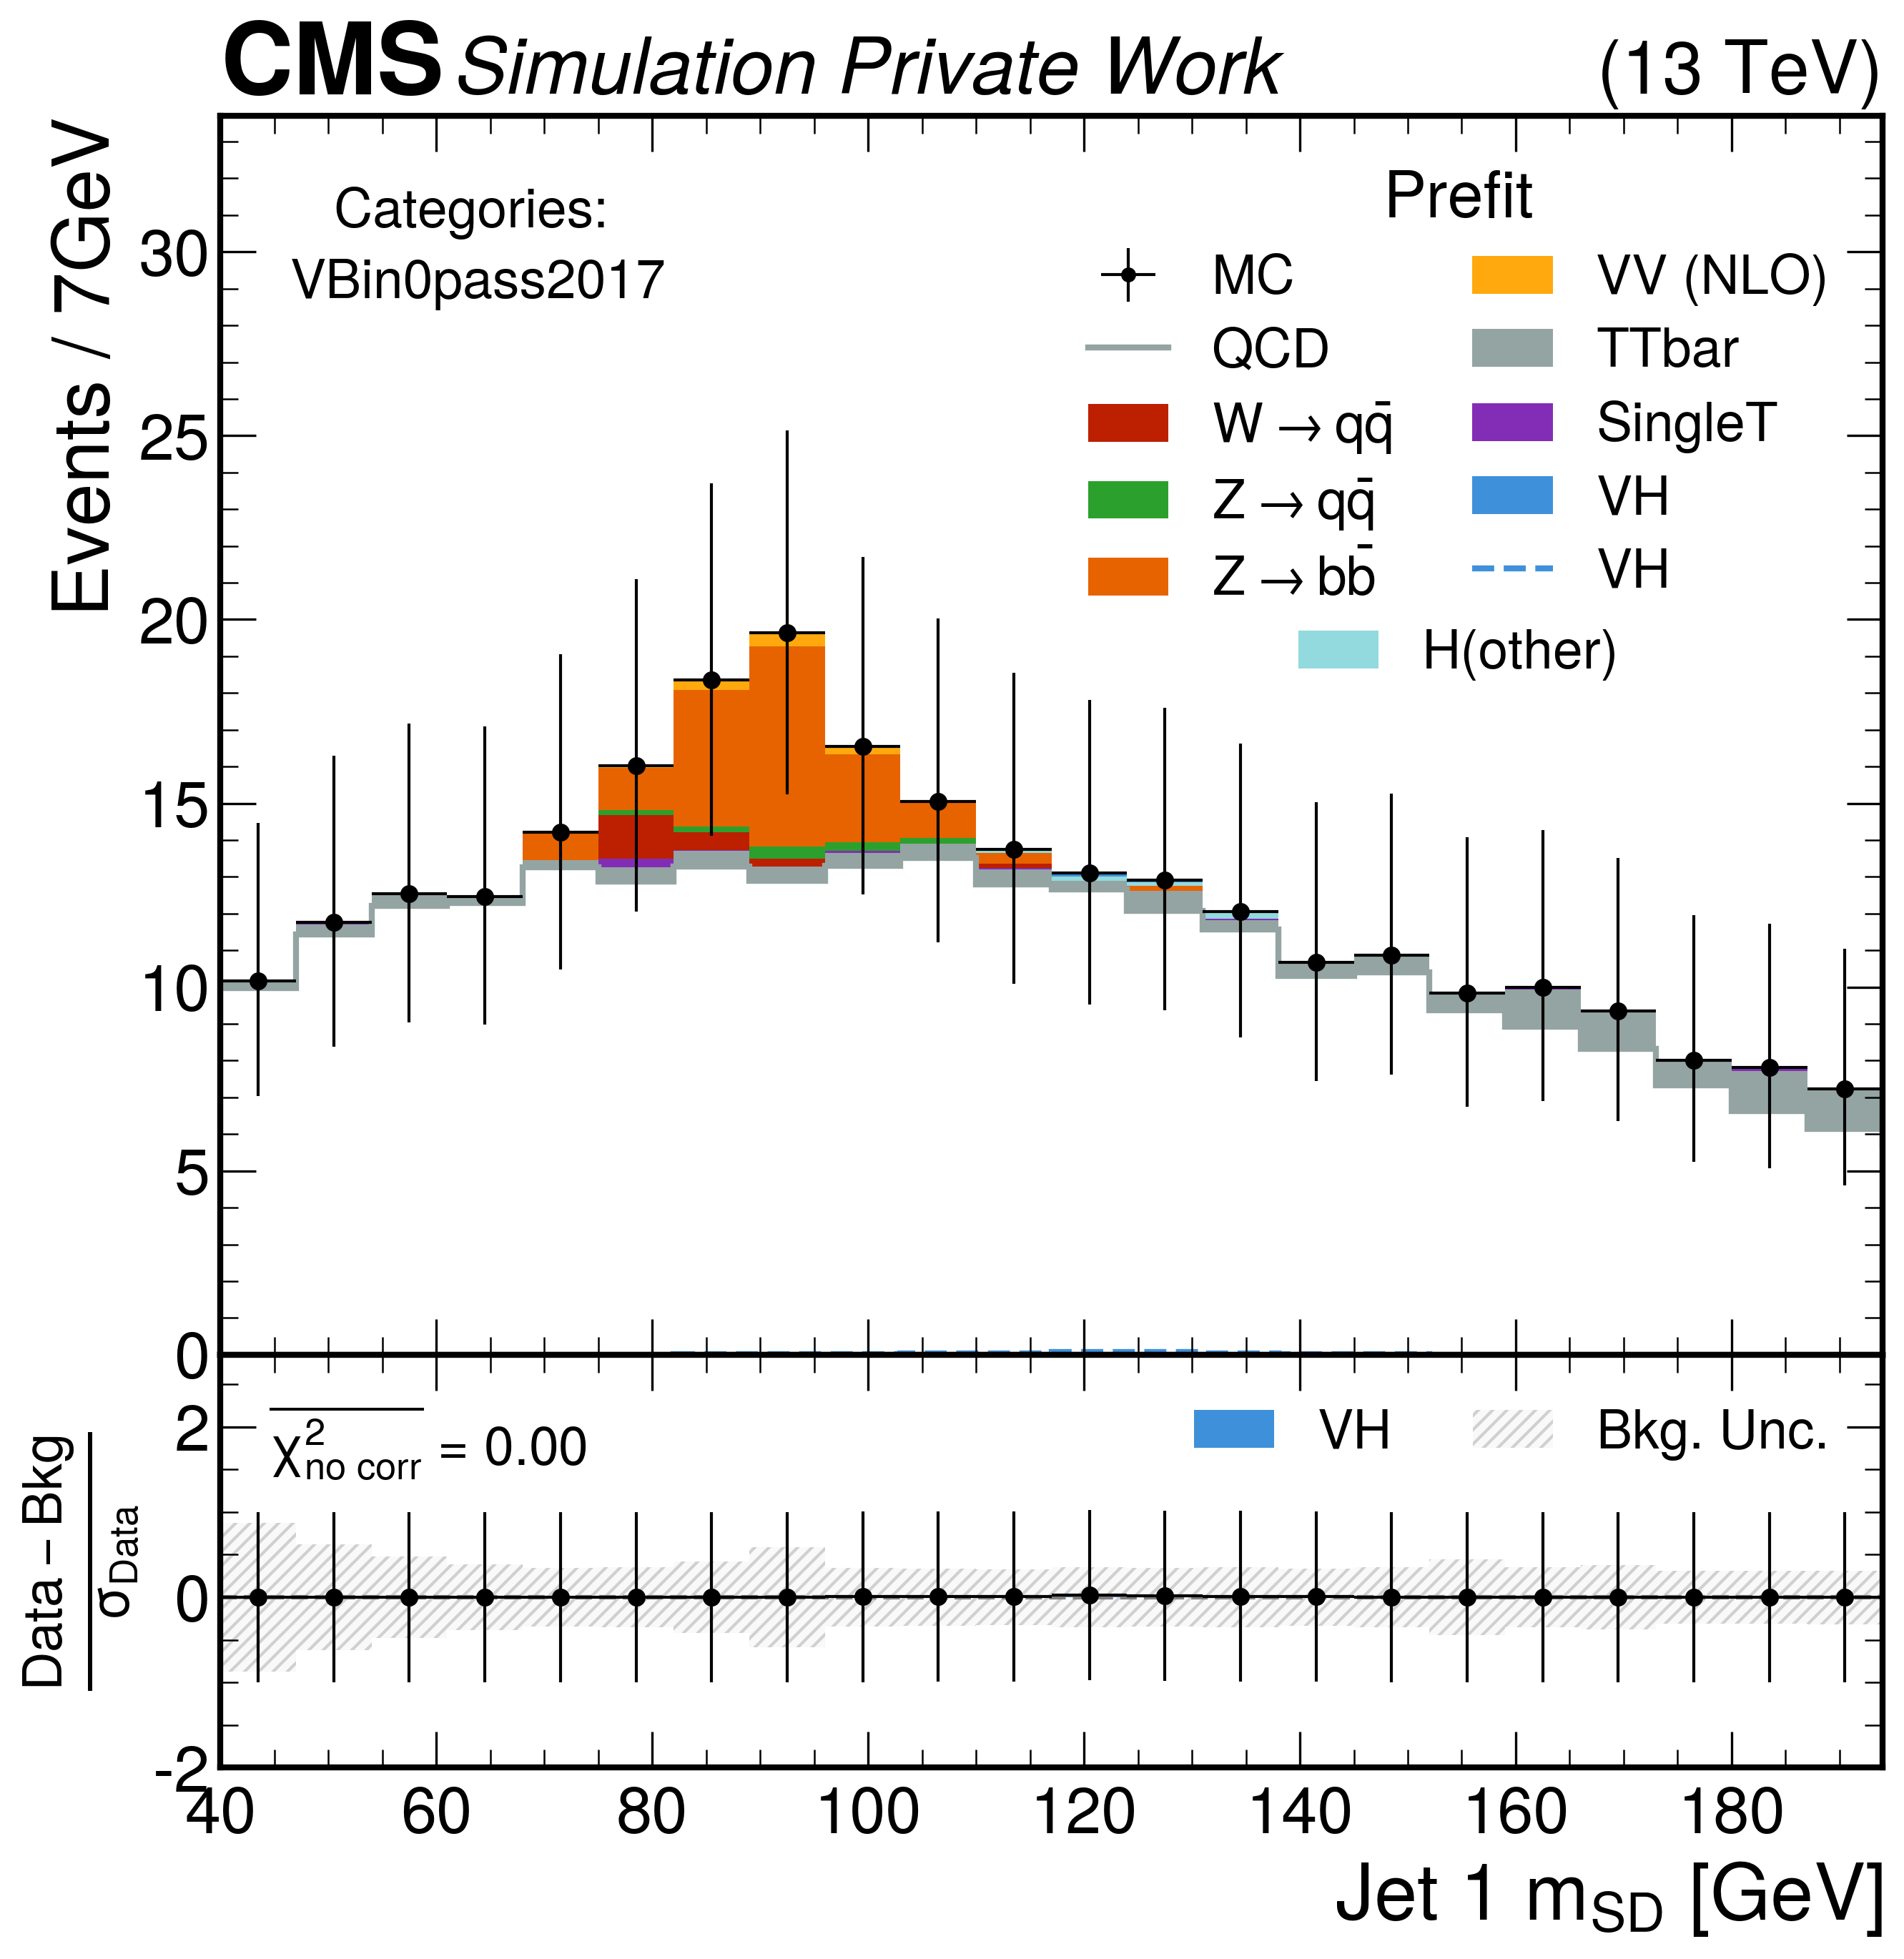 CMS Simulation Private Work (13 TeV)
Events / 7GeV
Categories:
VBin0pass2017
Prefit
MC
QCD
W → qq̄
Z → qq̄
Z → bb̄
VV (NLO)
TTbar
SingleT
VH
VH
H(other)
30
25
20
15
10
5
0
Data − Bkg
σData
χ²no corr = 0.00
VH
Bkg. Unc.
2
0
-2
40 60 80 100 120 140 160 180
Jet 1 mSD [GeV]